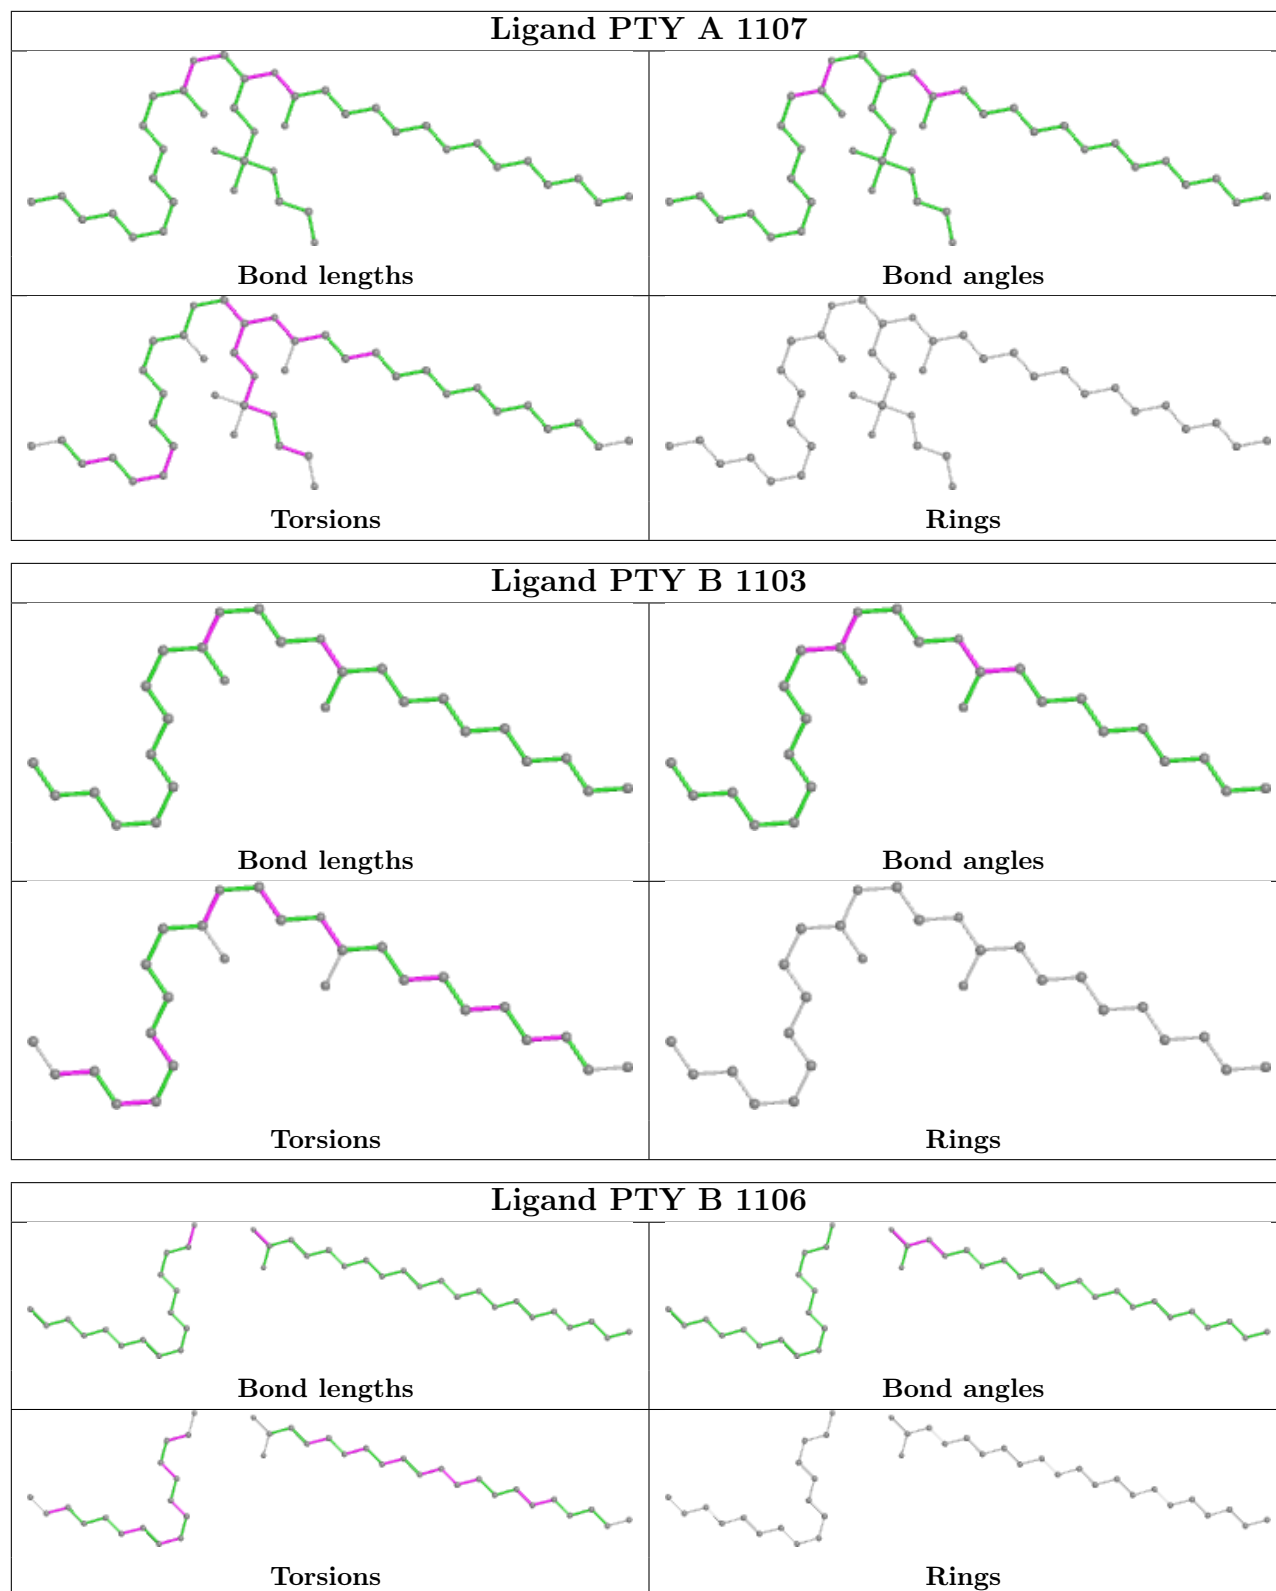 Ligand PTY A 1107
Bond lengths
Bond angles
Torsions
Rings
Ligand PTY B 1103
Bond lengths
Bond angles
Torsions
Rings
Ligand PTY B 1106
Bond lengths
Bond angles
Torsions
Rings